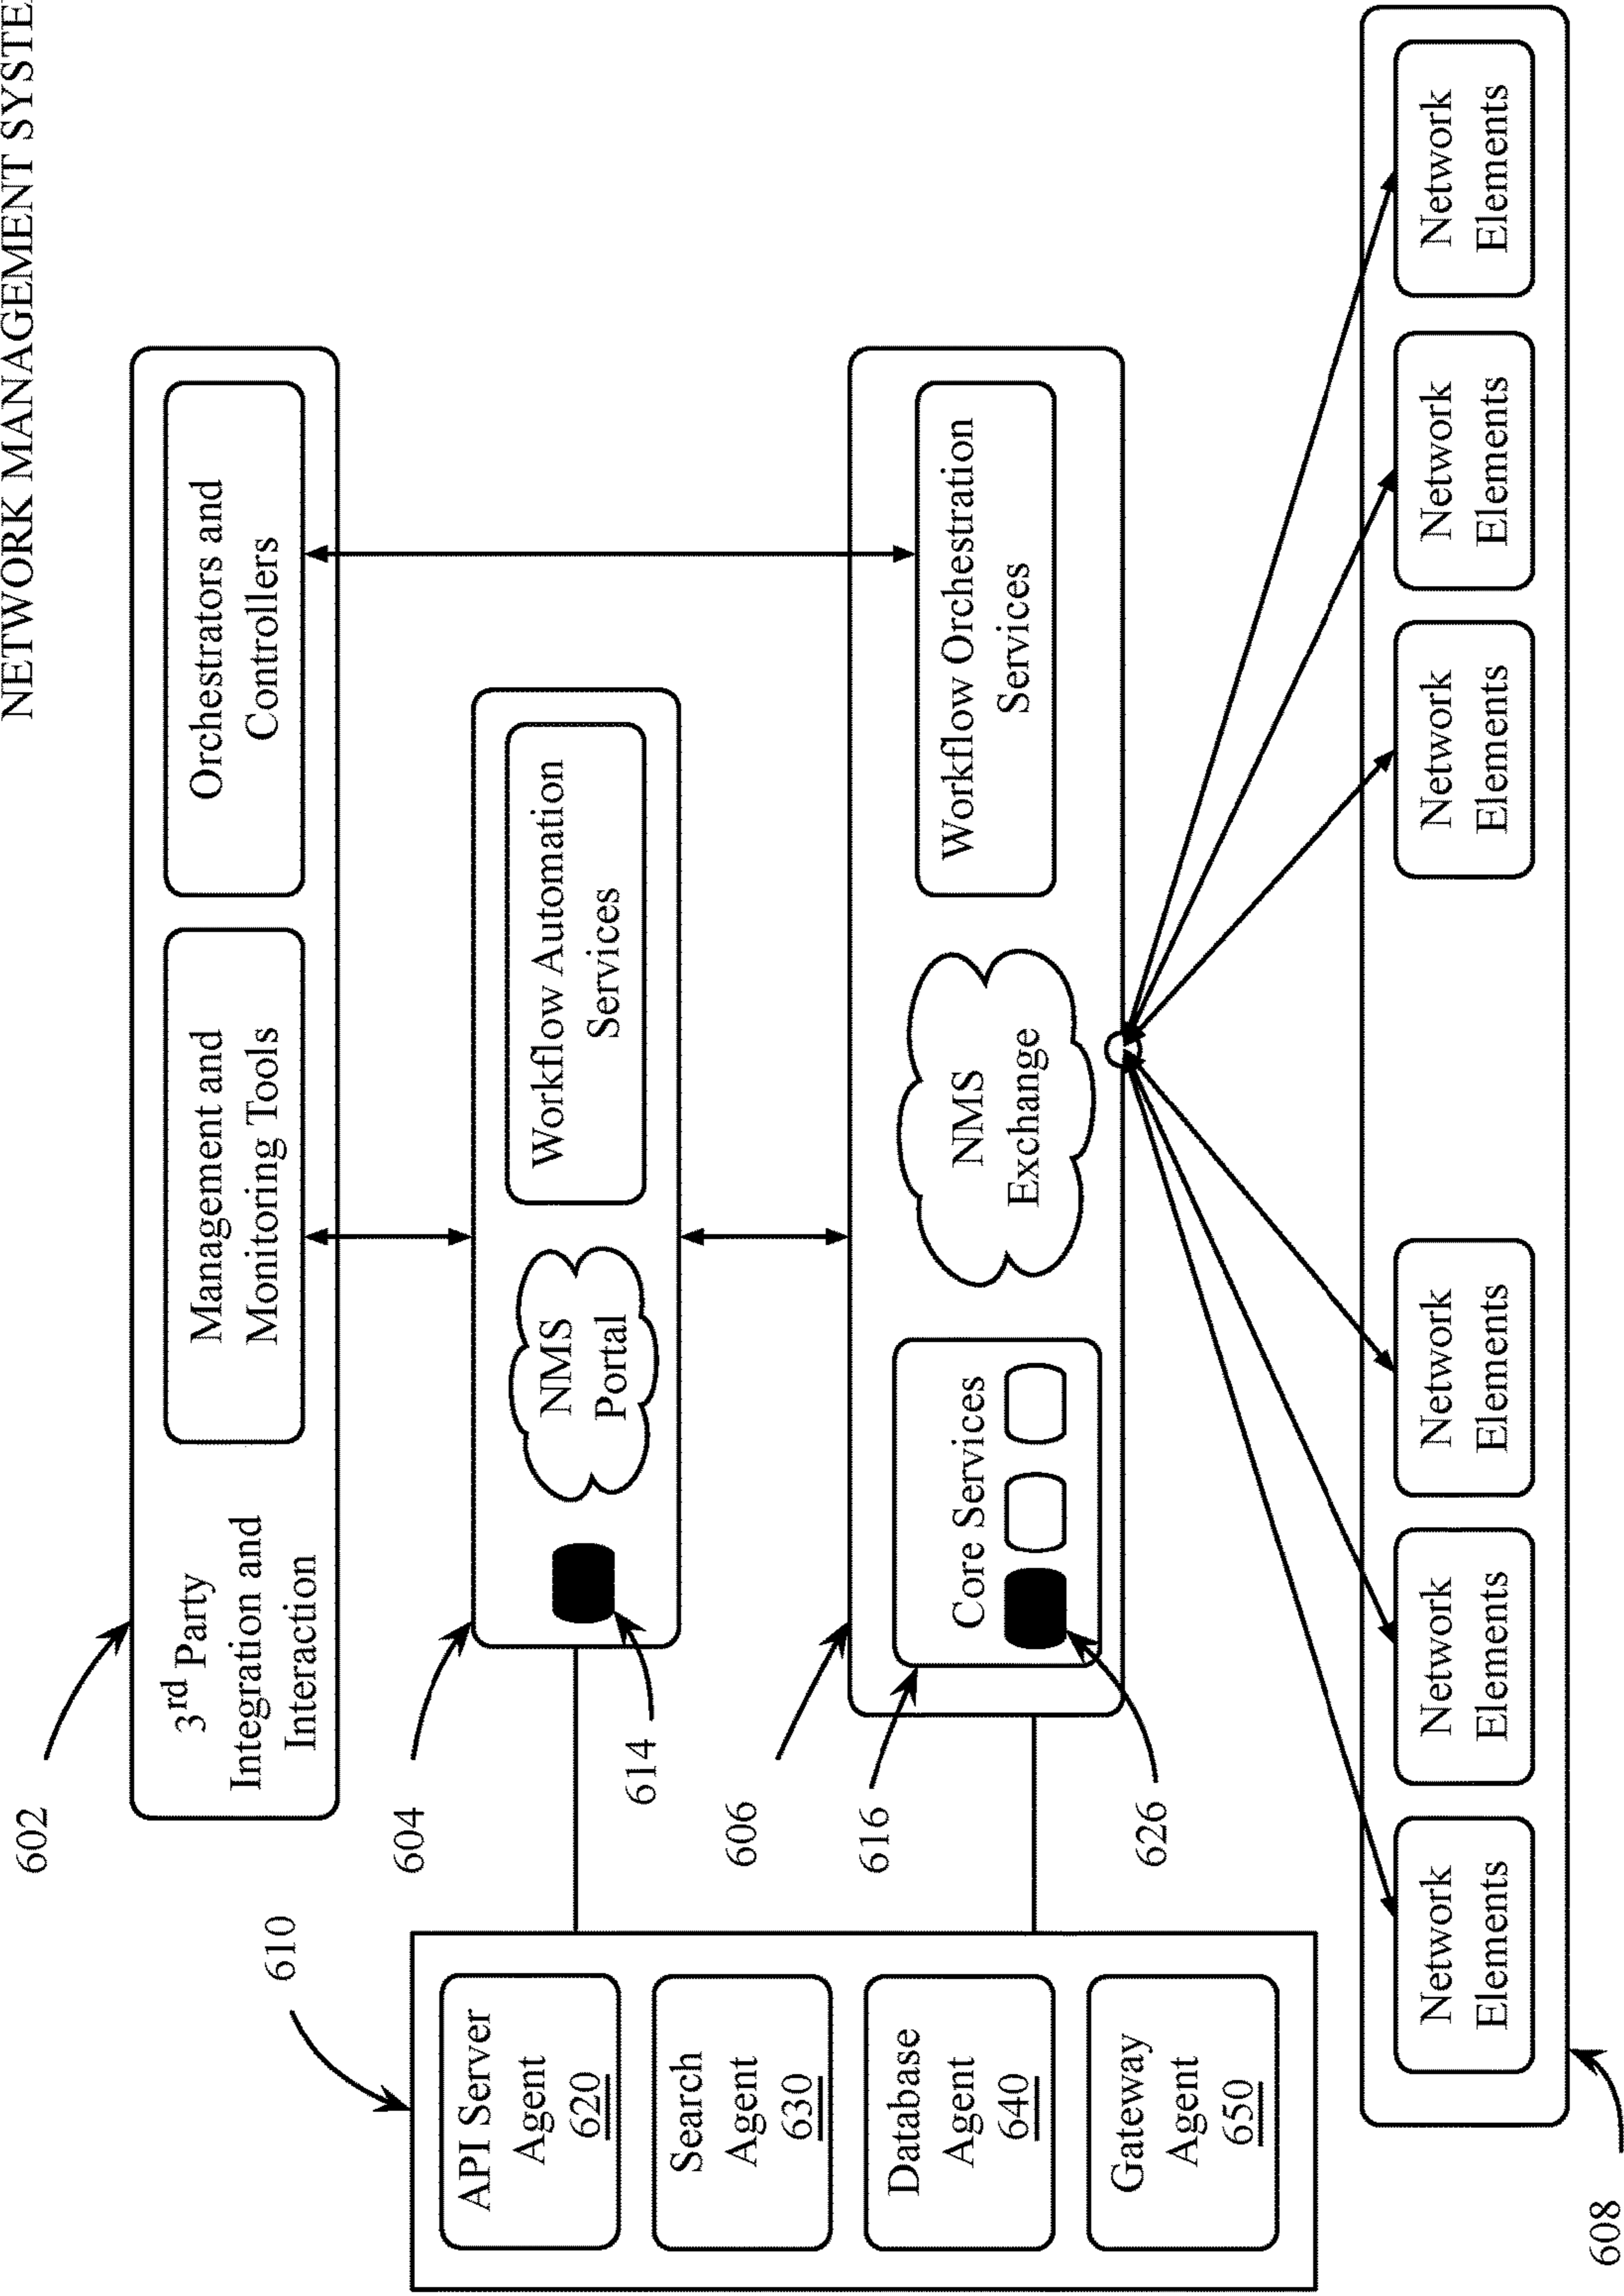 NETWORK MANAGEMENT SYSTE
602
3rd Party
Integration and
Interaction
Management and
Monitoring Tools
Orchestrators and
Controllers
604
614
NMS
Portal
Workflow Automation
Services
606
616
626
Core Services
NMS
Exchange
Workflow Orchestration
Services
610
API Server
Agent
620
Search
Agent
630
Database
Agent
640
Gateway
Agent
650
608
Network
Elements
Network
Elements
Network
Elements
Network
Elements
Network
Elements
Network
Elements